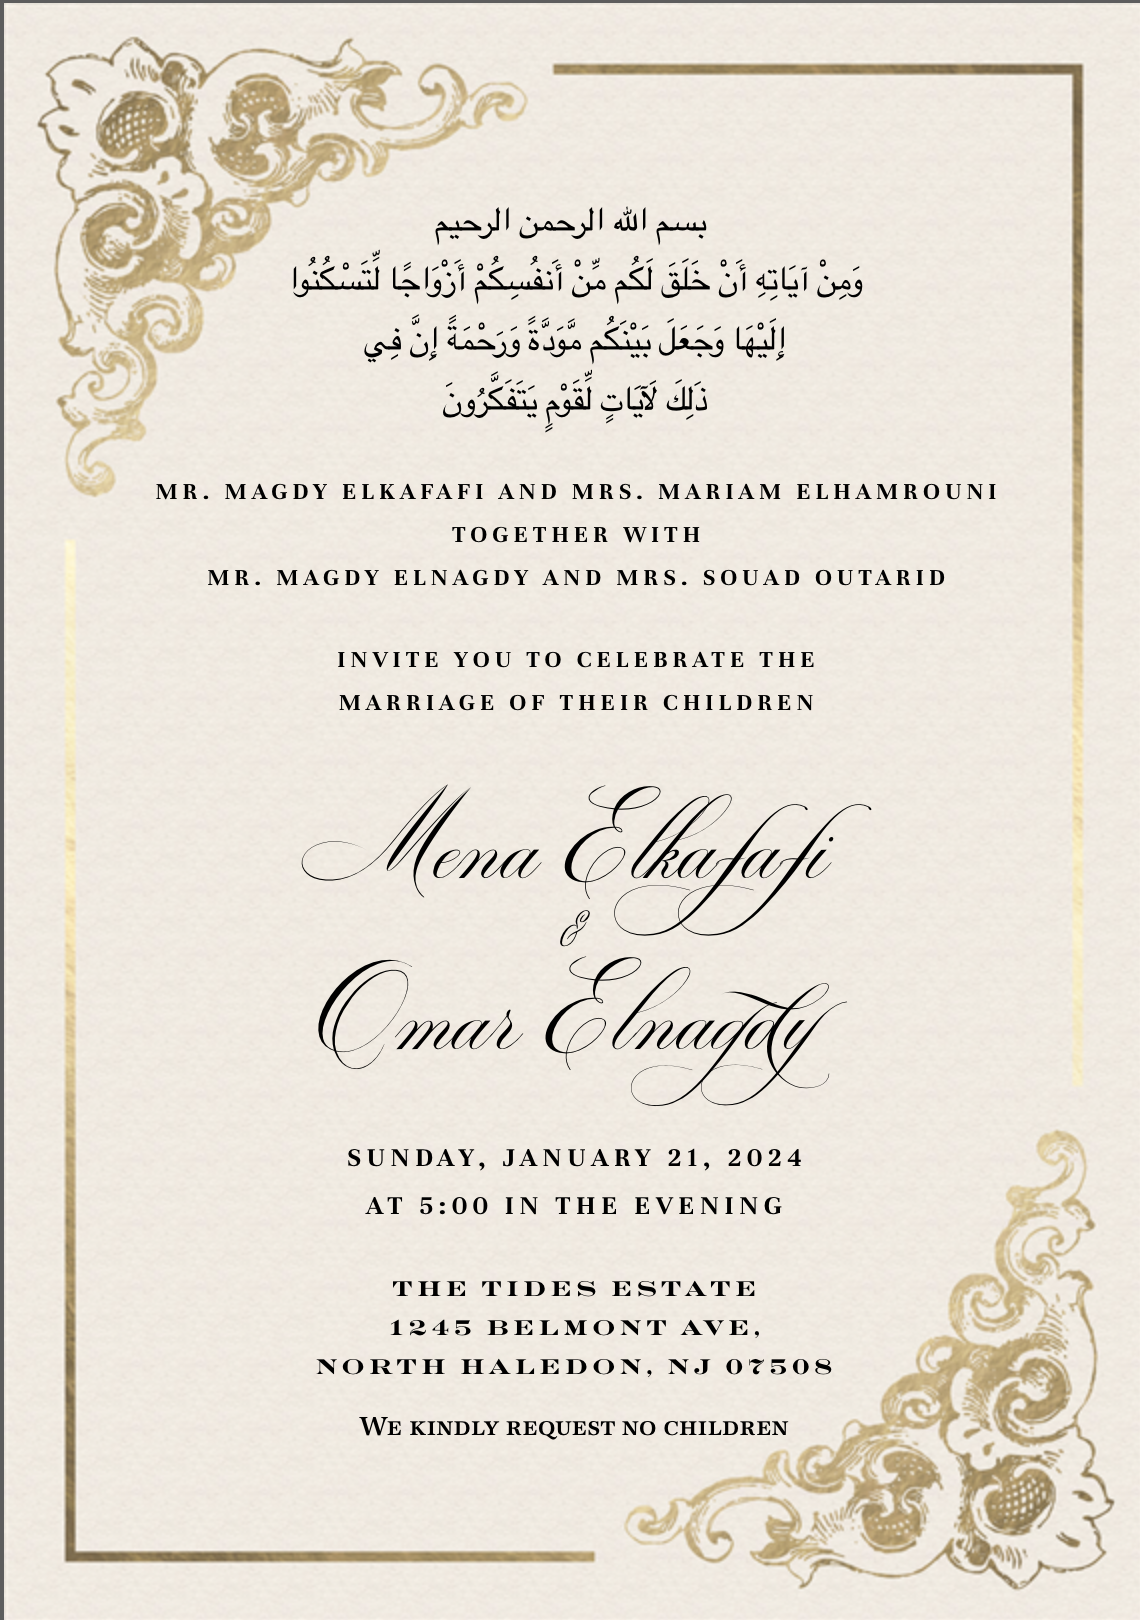 بسم الله الرحمن الرحيم
وَمِنْ آيَاتِهِ أَنْ خَلَقَ لَكُم مِّنْ أَنفُسِكُمْ أَزْوَاجًا لِّتَسْكُنُوا
إِلَيْهَا وَجَعَلَ بَيْنَكُم مَّوَدَّةً وَرَحْمَةً إِنَّ فِي
ذَلِكَ لَآيَاتٍ لِّقَوْمٍ يَتَفَكَّرُونَ
MR. MAGDY ELKAFAFI AND MRS. MARIAM ELHAMROUNI
TOGETHER WITH
MR. MAGDY ELNAGDY AND MRS. SOUAD OUTARID
INVITE YOU TO CELEBRATE THE
MARRIAGE OF THEIR CHILDREN
Mena Elkafafi
&
Omar Elnagdy
SUNDAY, JANUARY 21, 2024
AT 5:00 IN THE EVENING
THE TIDES ESTATE
1245 BELMONT AVE,
NORTH HALEDON, NJ 07508
WE KINDLY REQUEST NO CHILDREN